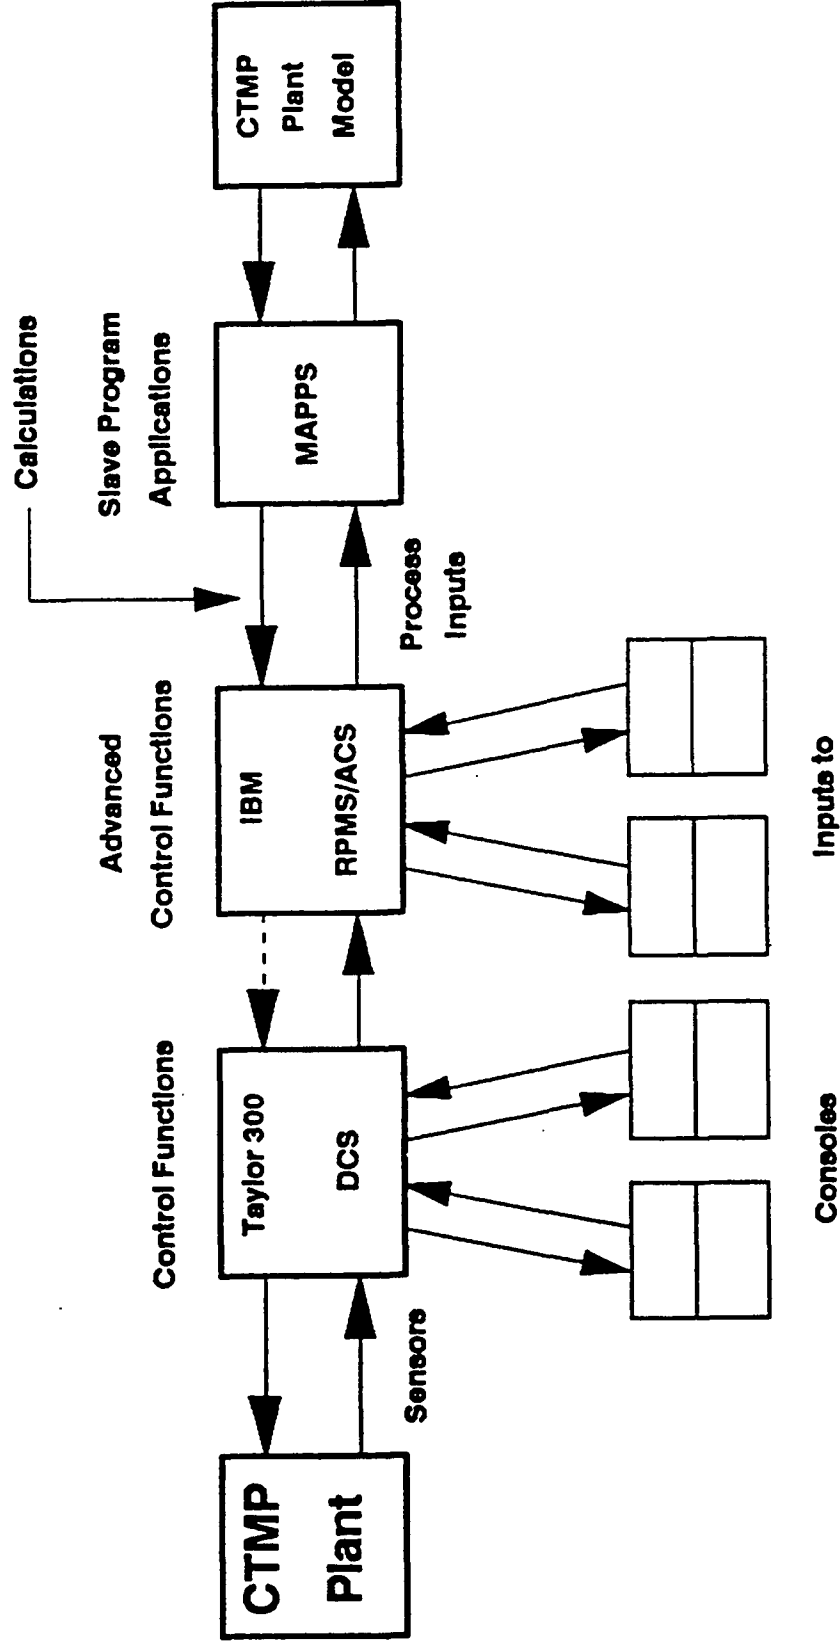 Calculations
Slave Program
Applications
Advanced
Control Functions
Control Functions
CTMP
Plant
Sensors
Taylor 300
DCS
IBM
RPMS/ACS
Process
Inputs
MAPPS
CTMP
Plant
Model
Consoles
Inputs to